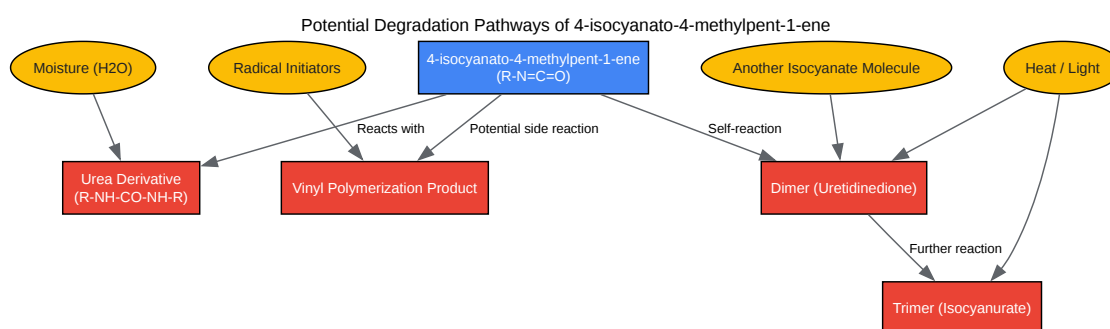 Potential Degradation Pathways of 4-isocyanato-4-methylpent-1-ene
Moisture (H2O)
Radical Initiators
4-isocyanato-4-methylpent-1-ene
(R-N=C=O)
Another Isocyanate Molecule
Heat / Light
Reacts with
Potential side reaction
Self-reaction
Urea Derivative
(R-NH-CO-NH-R)
Vinyl Polymerization Product
Dimer (Uretidinedione)
Further reaction
Trimer (Isocyanurate)